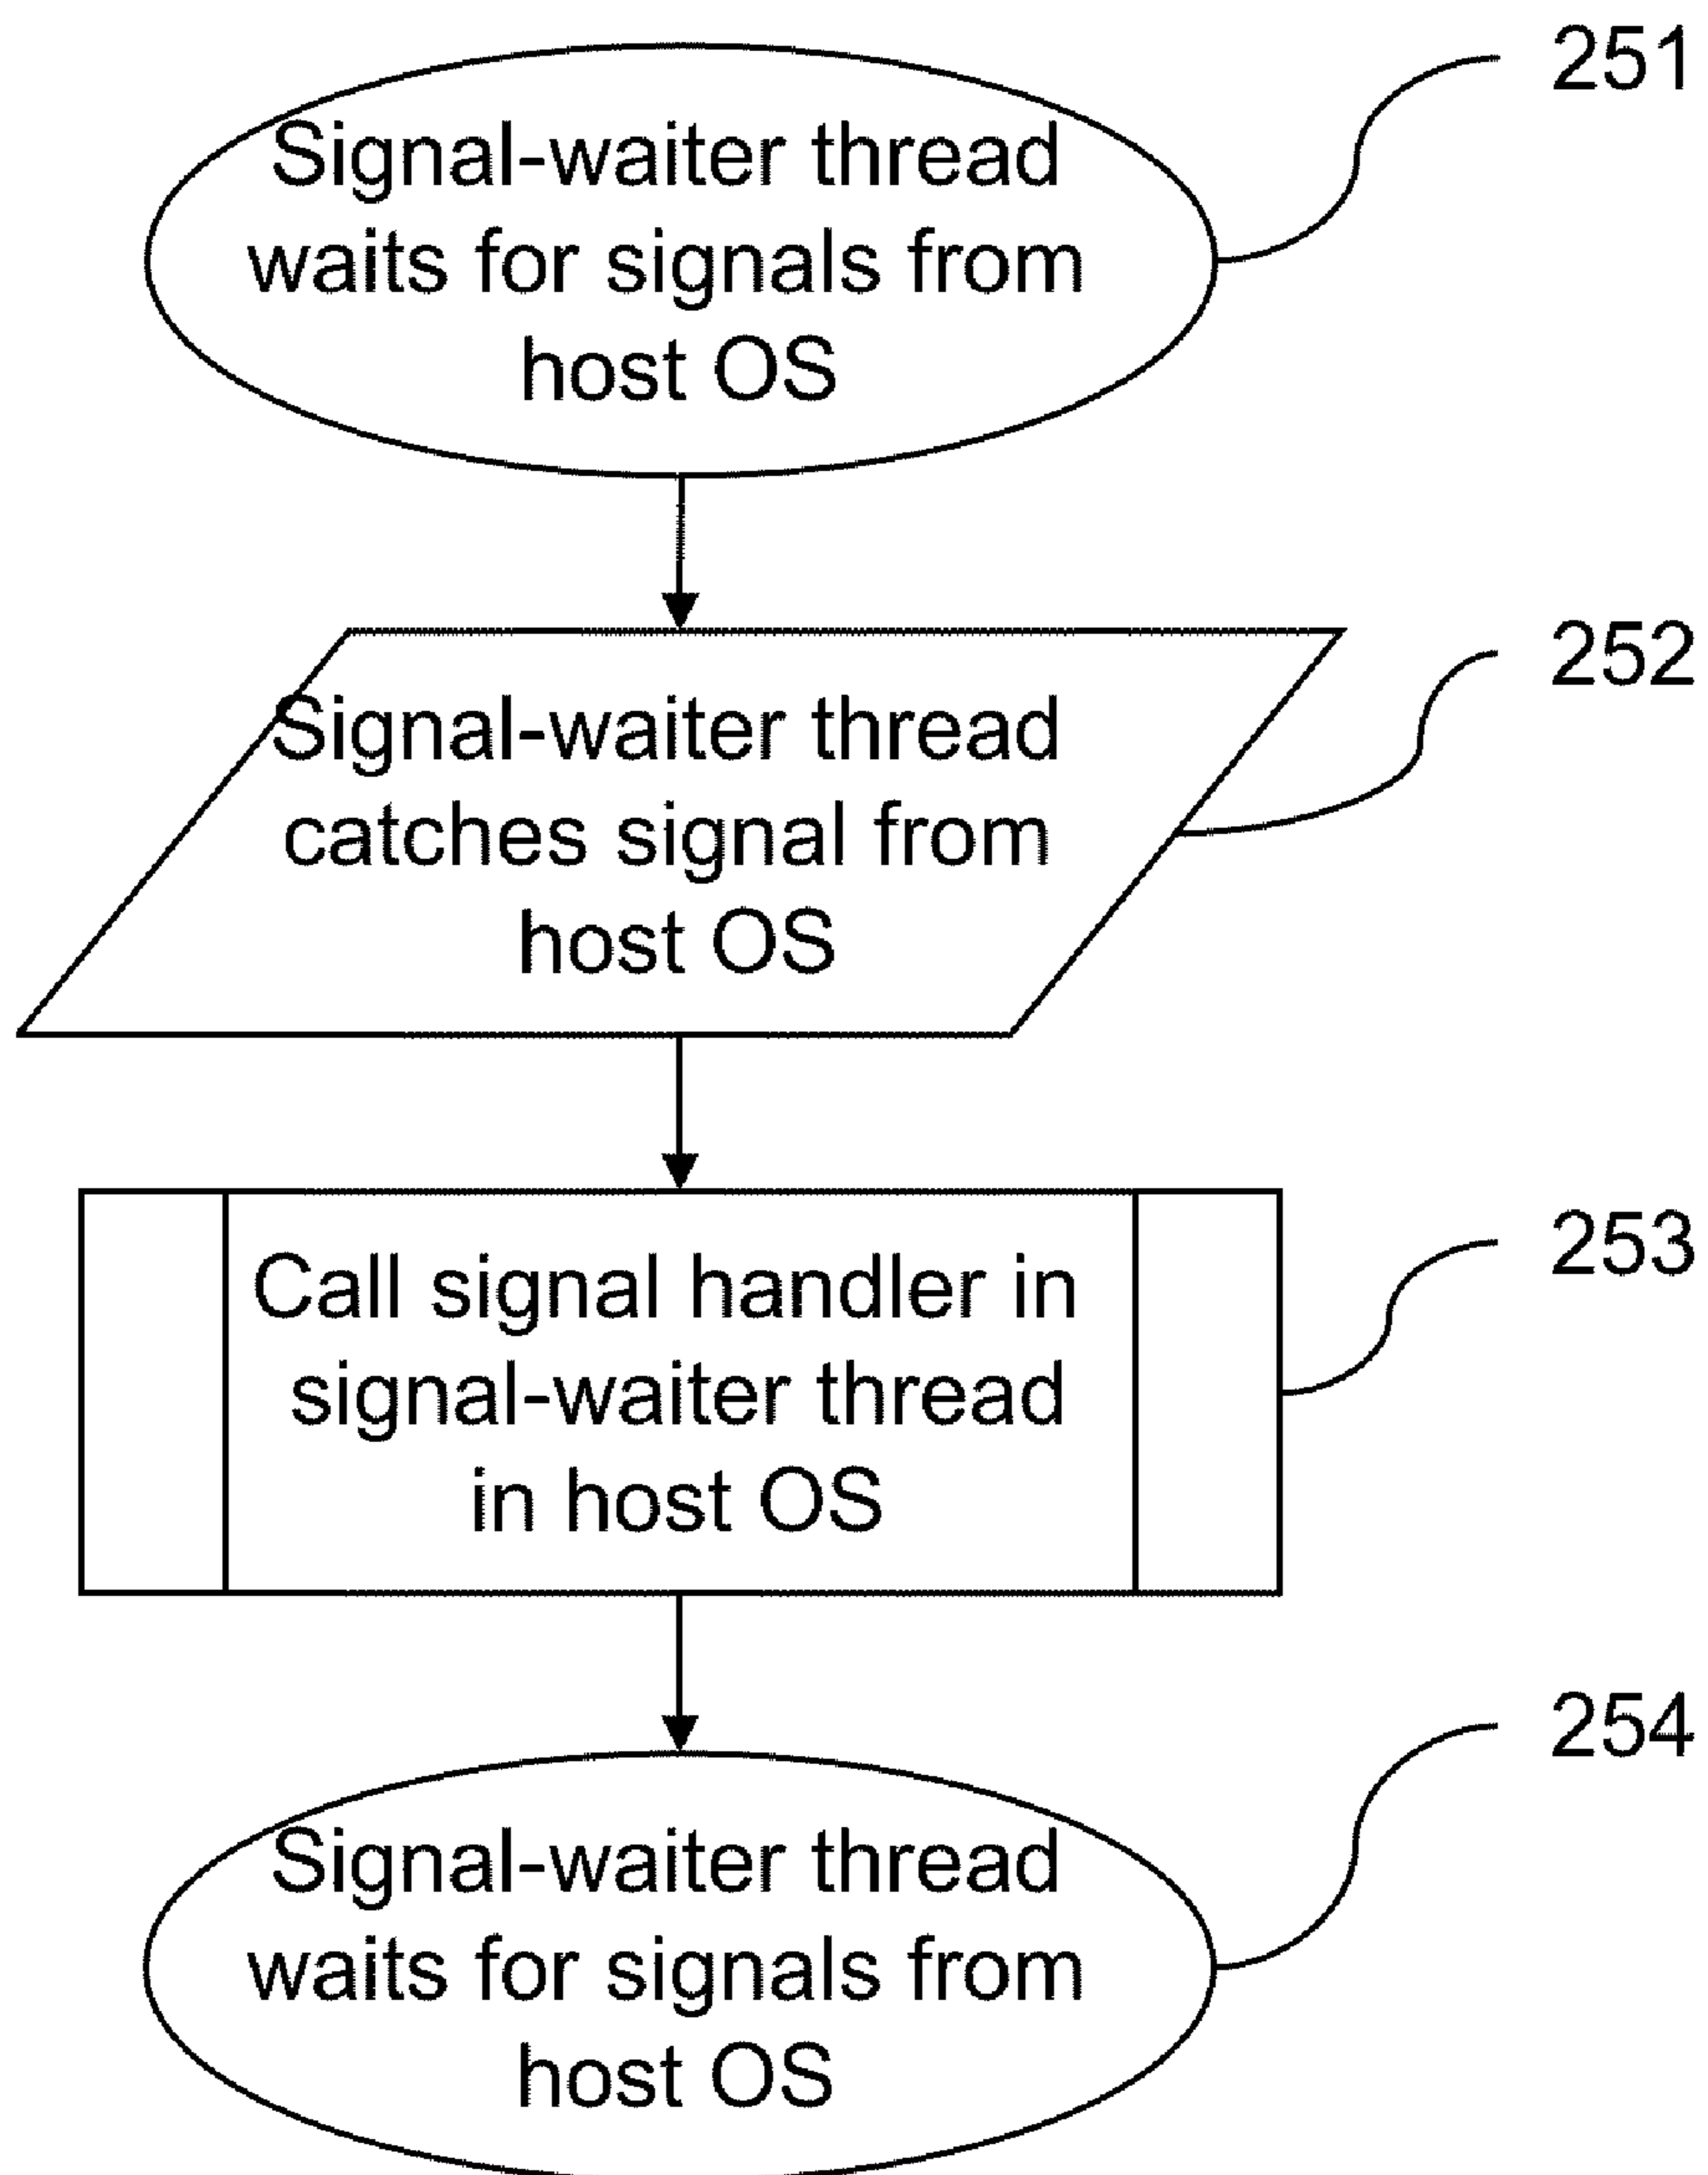 251
Signal-waiter thread
waits for signals from
host OS
252
Signal-waiter thread
catches signal from
host OS
253
Call signal handler in
signal-waiter thread
in host OS
254
Signal-waiter thread
waits for signals from
host OS